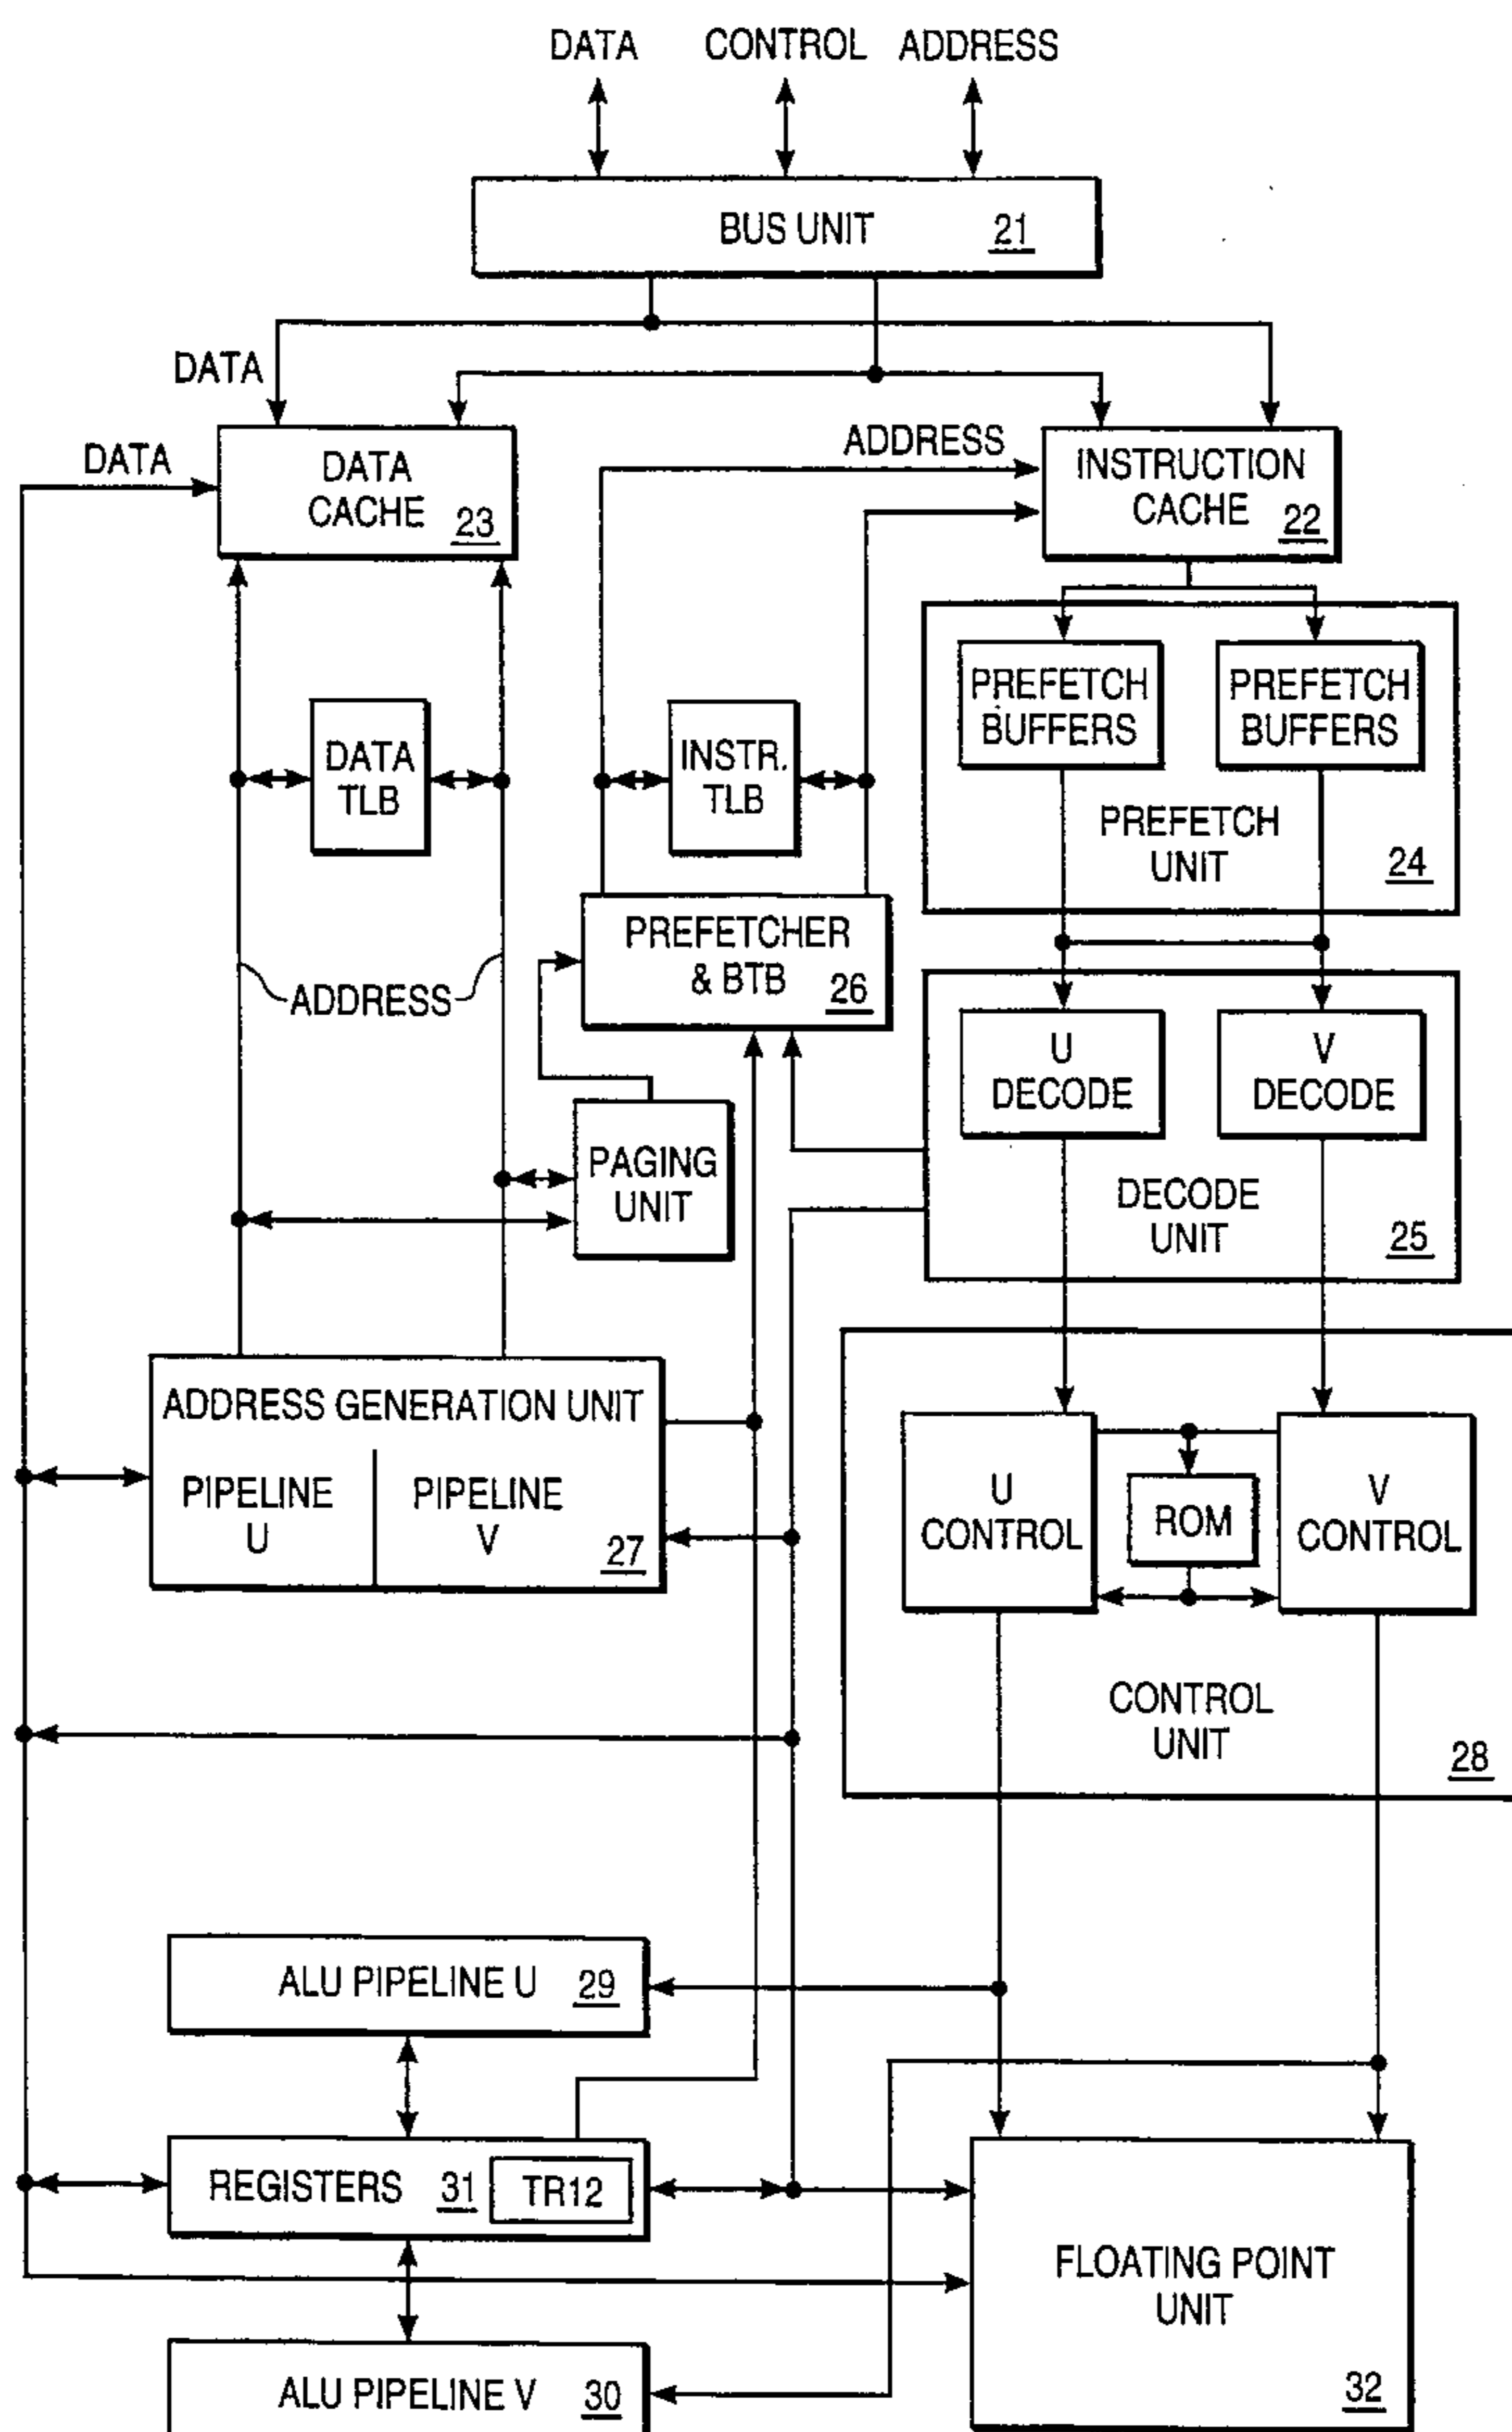 DATA CONTROL ADDRESS
BUS UNIT 21
DATA
DATA
DATA
CACHE 23
ADDRESS
INSTRUCTION
CACHE 22
PREFETCH
BUFFERS
PREFETCH
BUFFERS
DATA
TLB
INSTR.
TLB
PREFETCH
UNIT 24
PREFETCHER
& BTB 26
ADDRESS
U
DECODE
V
DECODE
PAGING
UNIT
DECODE
UNIT 25
ADDRESS GENERATION UNIT
PIPELINE
U
PIPELINE
V
27
U
CONTROL
ROM
V
CONTROL
CONTROL
UNIT 28
ALU PIPELINE U 29
REGISTERS 31 TR12
FLOATING POINT
UNIT
32
ALU PIPELINE V 30